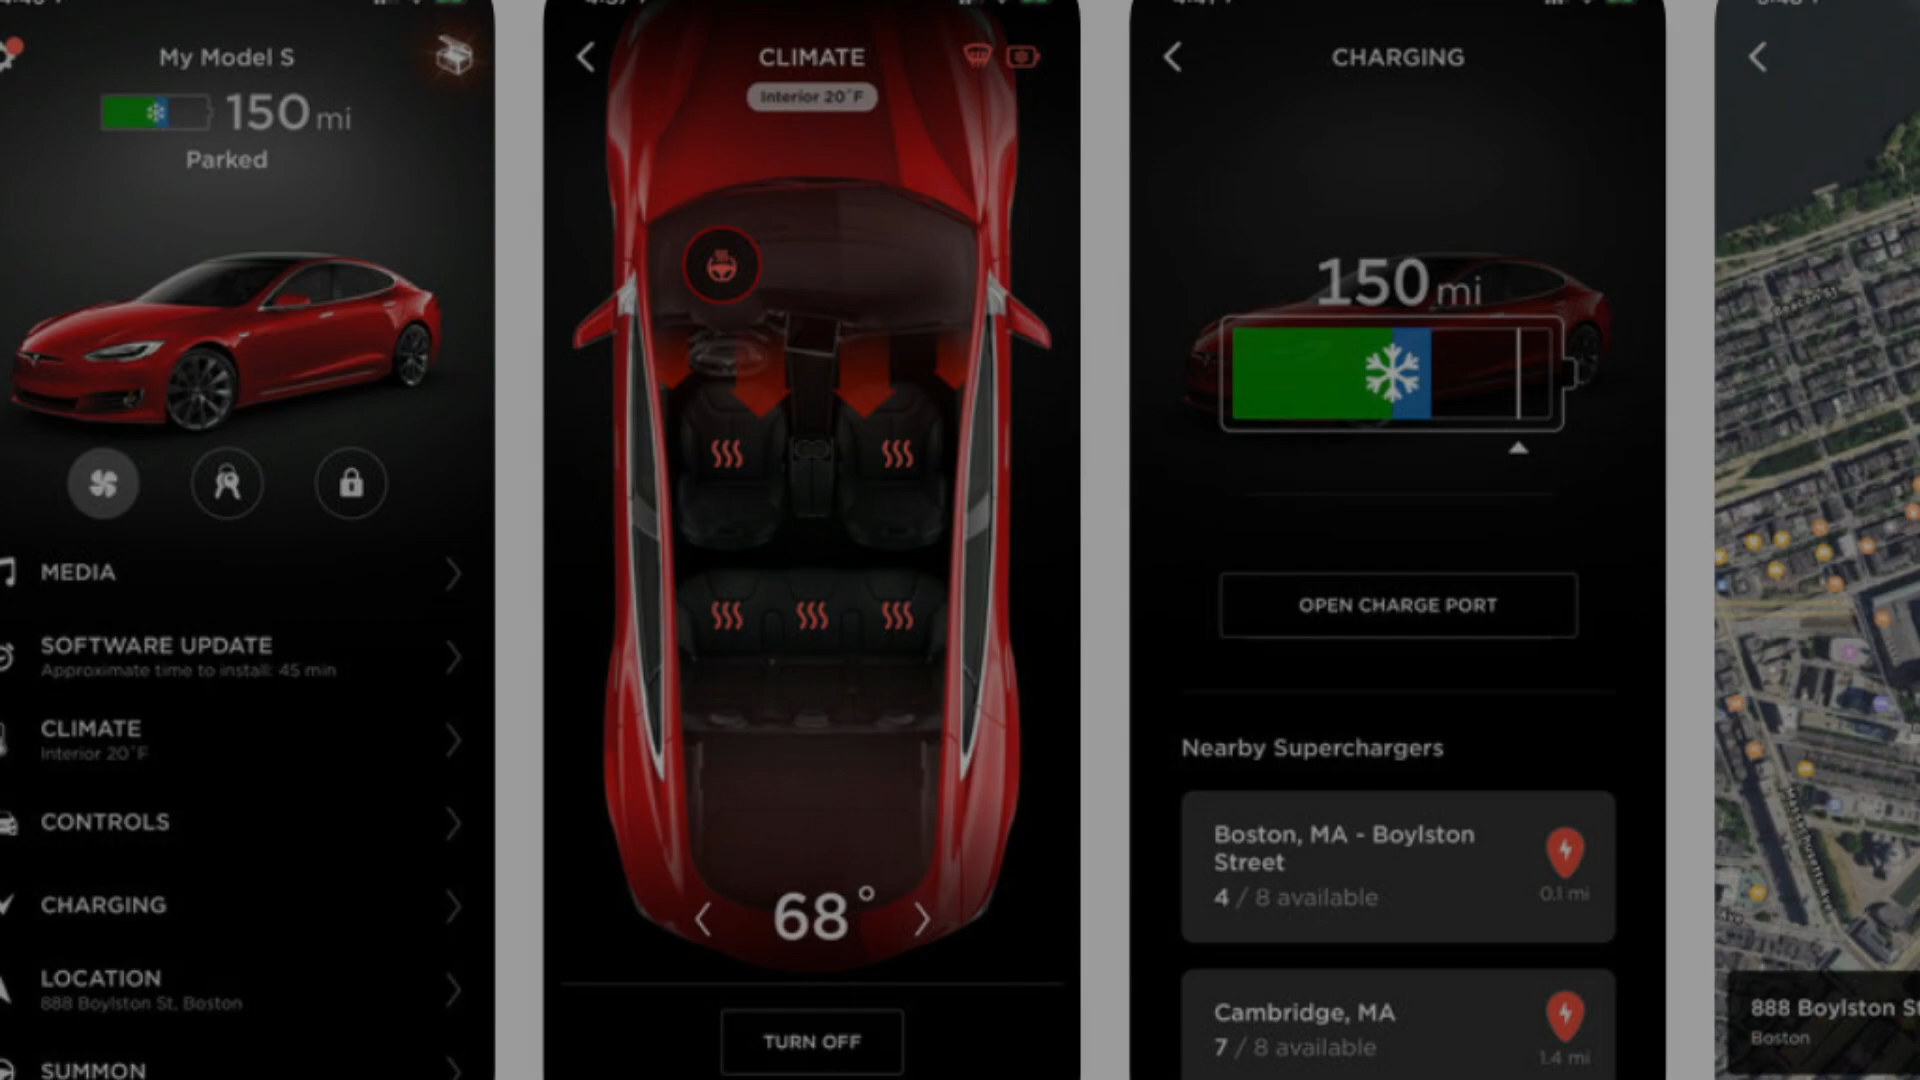 My Model S
150 mi
Parked
MEDIA
SOFTWARE UPDATE
Approximate time to install: 45 min
CLIMATE
Interior 20°F
CONTROLS
CHARGING
LOCATION
888 Boylston St, Boston
SUMMON
CLIMATE
Interior 20°F
68°
TURN OFF
CHARGING
150 mi
OPEN CHARGE PORT
Nearby Superchargers
Boston, MA - Boylston
Street
4 / 8 available
0.1 mi
Cambridge, MA
7 / 8 available
1.4 mi
888 Boylston St
Boston